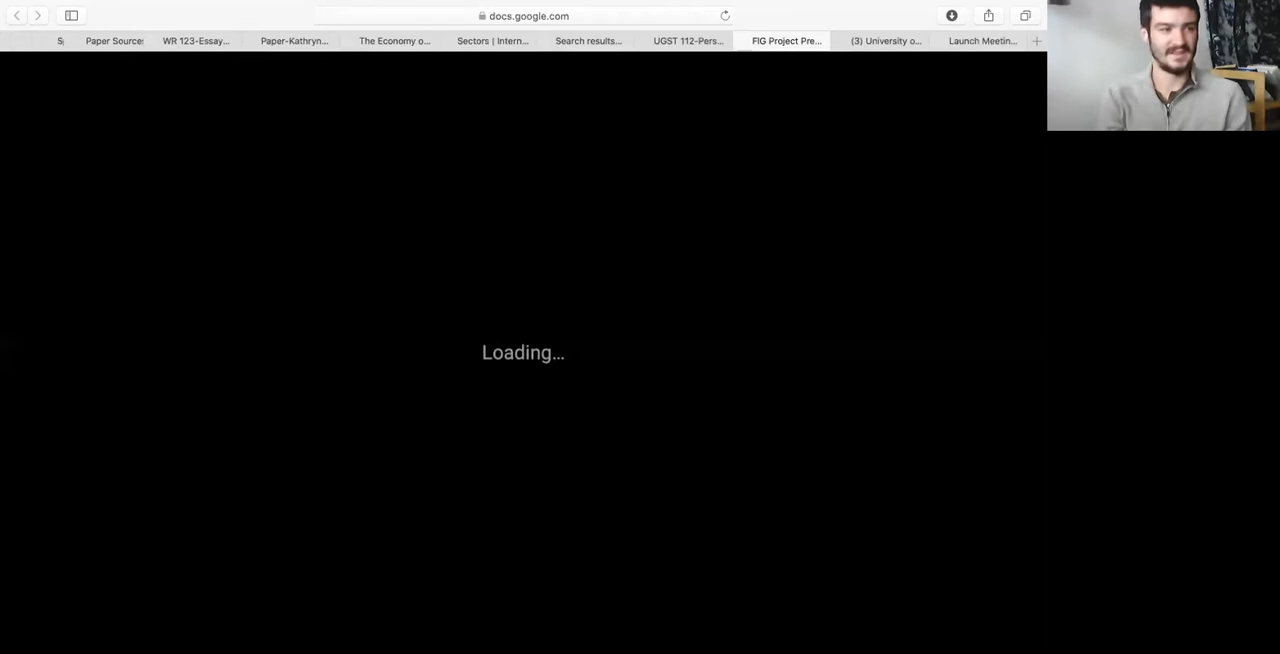 docs.google.com
Paper Source
WR 123-Essay...
Paper-Kathryn...
The Economy o...
Sectors | Intern...
Search results...
UGST 112-Pers...
FIG Project Pre...
(3) University o...
Launch Meetin...
Loading...